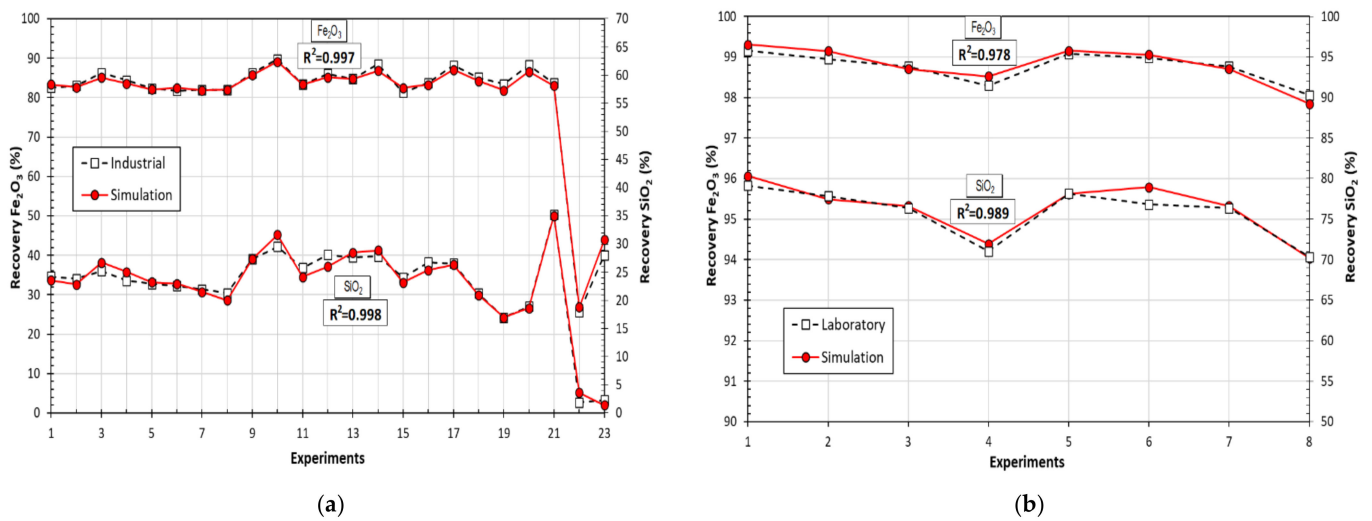 100
90
80
70
60
50
40
30
20
10
0
Recovery Fe₂O₃ (%)
Fe₂O₃
R²=0.997
Industrial
Simulation
SiO₂
R²=0.998
70
65
60
55
50
45
40
35
30
25
20
15
10
5
0
Recovery SiO₂ (%)
1 3 5 7 9 11 13 15 17 19 21 23
Experiments
(a)
100
99
98
97
96
95
94
93
92
91
90
Recovery Fe₂O₃ (%)
Fe₂O₃
R²=0.978
SiO₂
R²=0.989
Laboratory
Simulation
100
95
90
85
80
75
70
65
60
55
50
Recovery SiO₂ (%)
1 2 3 4 5 6 7 8
Experiments
(b)